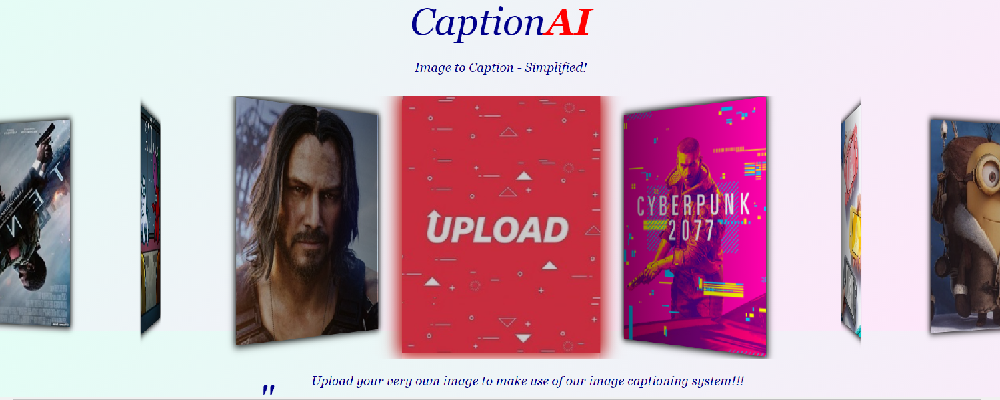 CaptionAI
Image to Caption - Simplified!
UPLOAD
CYBERPUNK
2077
Upload your very own image to make use of our image captioning system!!!
"